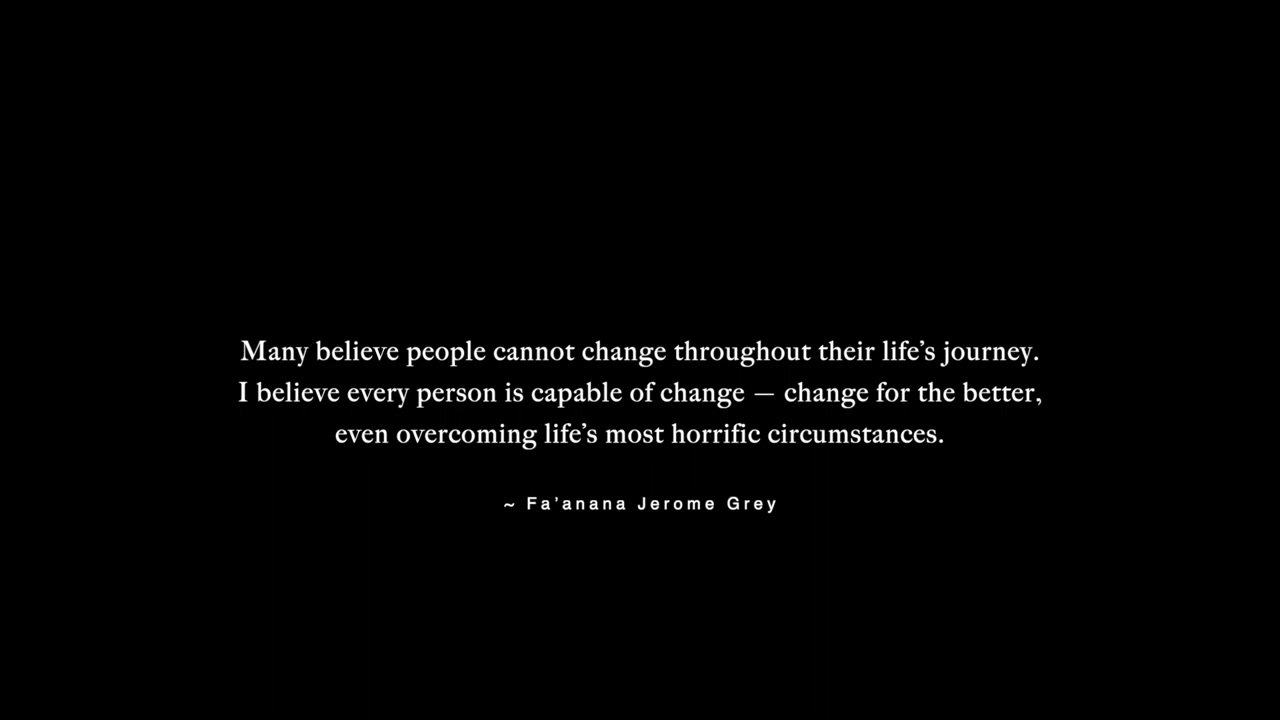 Many believe people cannot change throughout their life’s journey.
I believe every person is capable of change — change for the better,
even overcoming life’s most horrific circumstances.
~ Fa’anana Jerome Grey